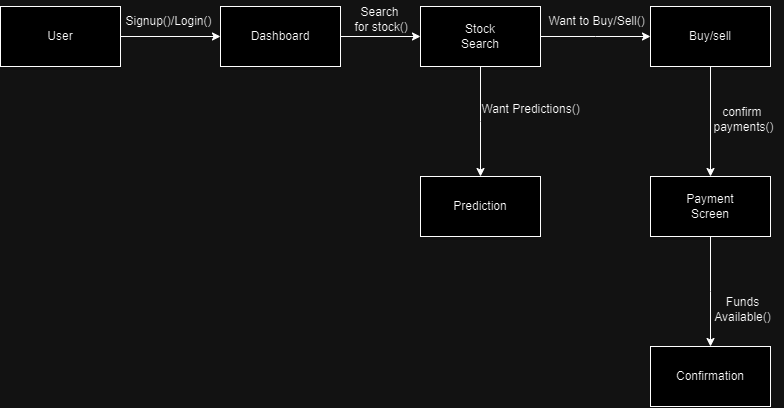 User
Signup()/Login()
Dashboard
Search
for stock()
Stock
Search
Want to Buy/Sell()
Buy/sell
Want Predictions()
confirm
payments()
Prediction
Payment
Screen
Funds
Available()
Confirmation